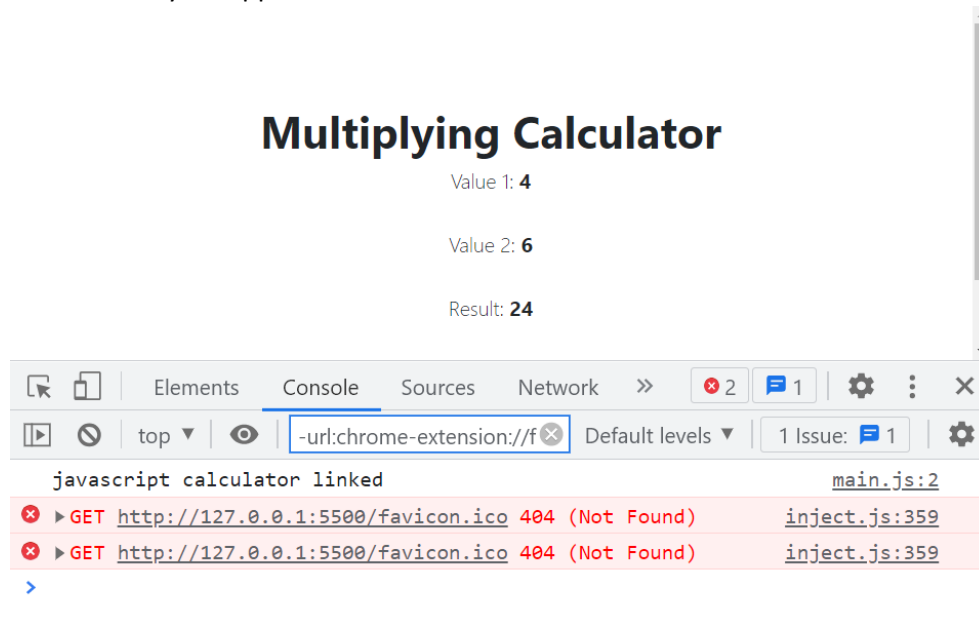 Multiplying Calculator
Value 1: 4
Value 2: 6
Result: 24
Elements Console Sources Network » 2 1
top ▼ -url:chrome-extension://f Default levels ▼ 1 Issue: 1
javascript calculator linked main.js:2
▶GET http://127.0.0.1:5500/favicon.ico 404 (Not Found) inject.js:359
▶GET http://127.0.0.1:5500/favicon.ico 404 (Not Found) inject.js:359
>